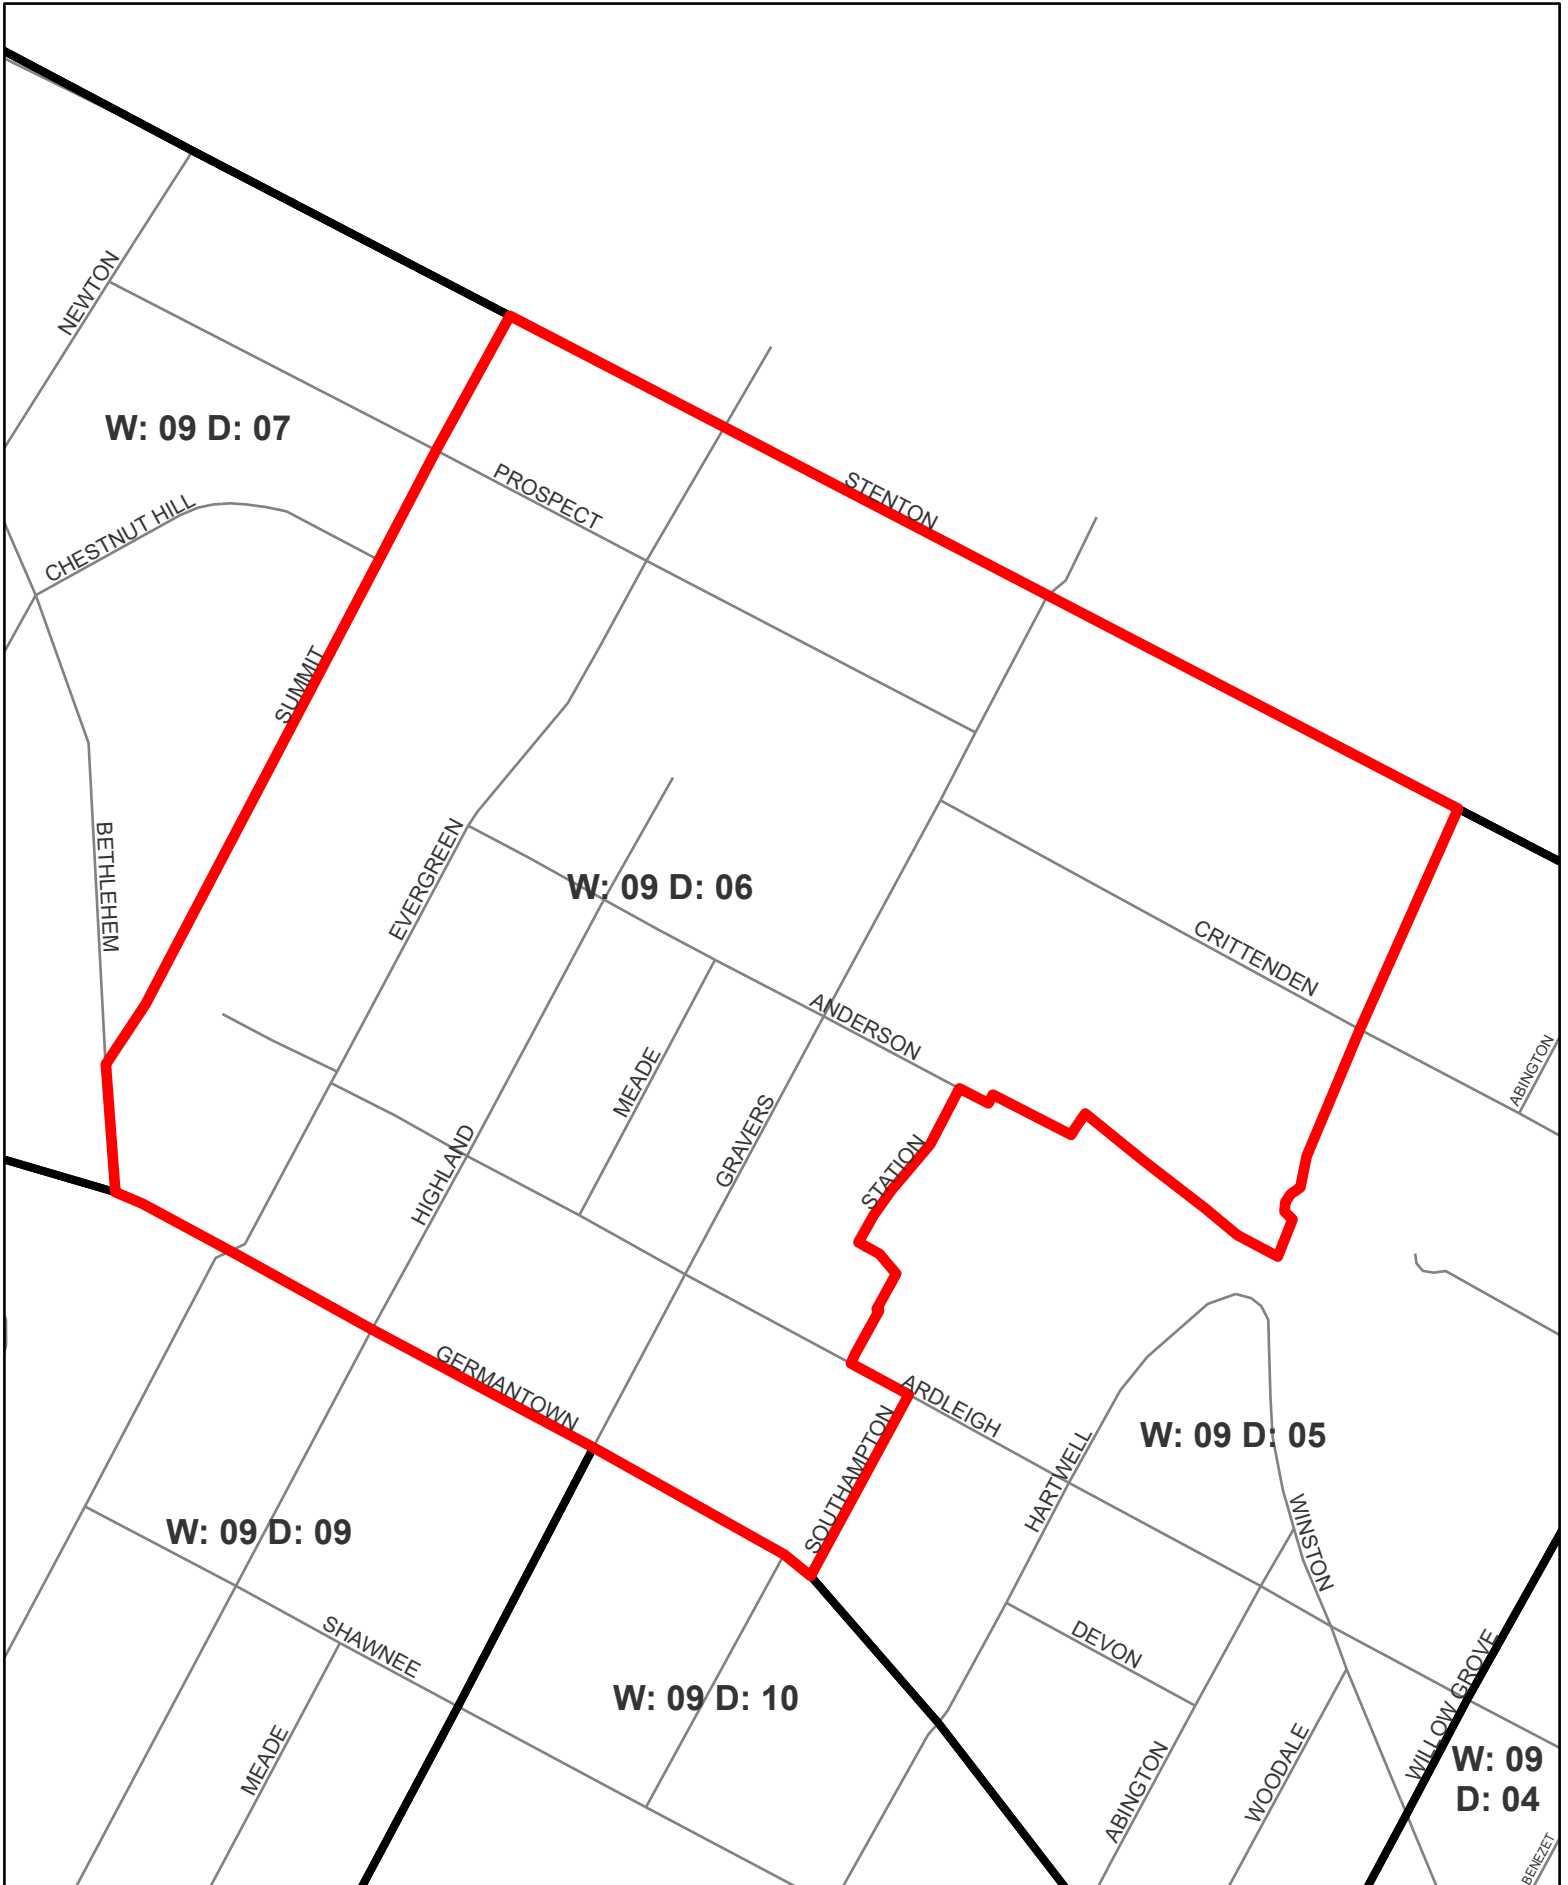 NEWTON
W: 09 D: 07
PROSPECT
STENTON
CHESTNUT HILL
SUMMIT
BETHLEHEM
EVERGREEN
W: 09 D: 06
CRITTENDEN
ANDERSON
ABINGTON
MEADE
GRAVERS
HIGHLAND
STATION
GERMANTOWN
ARDLEIGH
SOUTHAMPTON
HARTWELL
W: 09 D: 05
WINSTON
W: 09 D: 09
SHAWNEE
DEVON
WILLOW GROVE
W: 09 D: 10
MEADE
ABINGTON
WOODALE
W: 09
D: 04
BENEZET